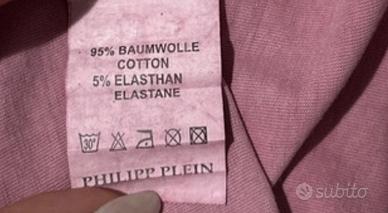 95% BAUMWOLLE
COTTON
5% ELASTHAN
ELASTANE
30°
PHILIPP PLEIN
subito